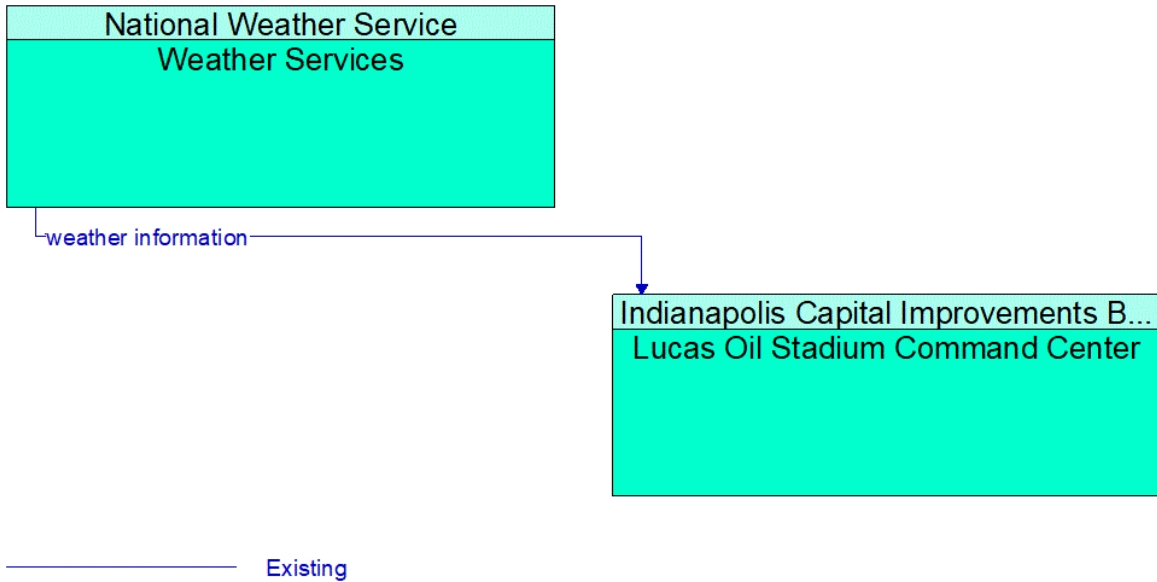 National Weather Service
Weather Services
weather information
Indianapolis Capital Improvements B...
Lucas Oil Stadium Command Center
Existing